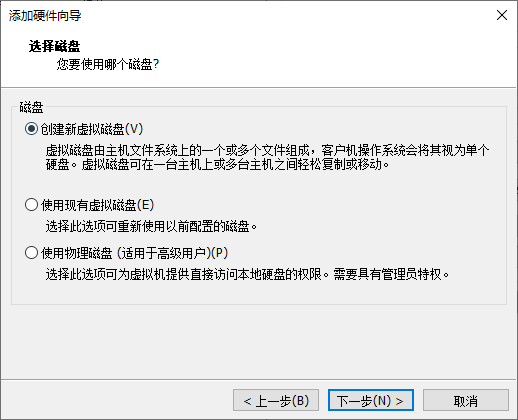 添加硬件向导
选择磁盘
您要使用哪个磁盘?
磁盘
创建新虚拟磁盘(V)
虚拟磁盘由主机文件系统上的一个或多个文件组成，客户机操作系统会将其视为单个
硬盘。虚拟磁盘可在一台主机上或多台主机之间轻松复制或移动。
使用现有虚拟磁盘(E)
选择此选项可重新使用以前配置的磁盘。
使用物理磁盘 (适用于高级用户)(P)
选择此选项可为虚拟机提供直接访问本地硬盘的权限。需要具有管理员特权。
< 上一步(B)
下一步(N) >
取消